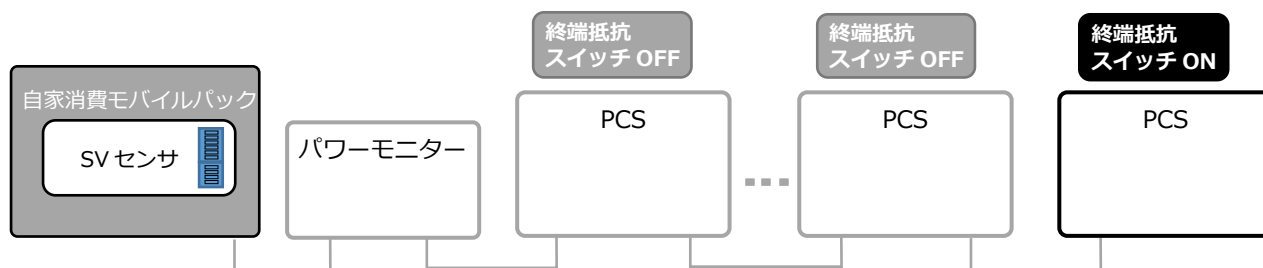 終端抵抗
スイッチ OFF
終端抵抗
スイッチ OFF
終端抵抗
スイッチ ON
自家消費モバイルパック
SV センサ
パワーモニター
PCS
PCS
PCS